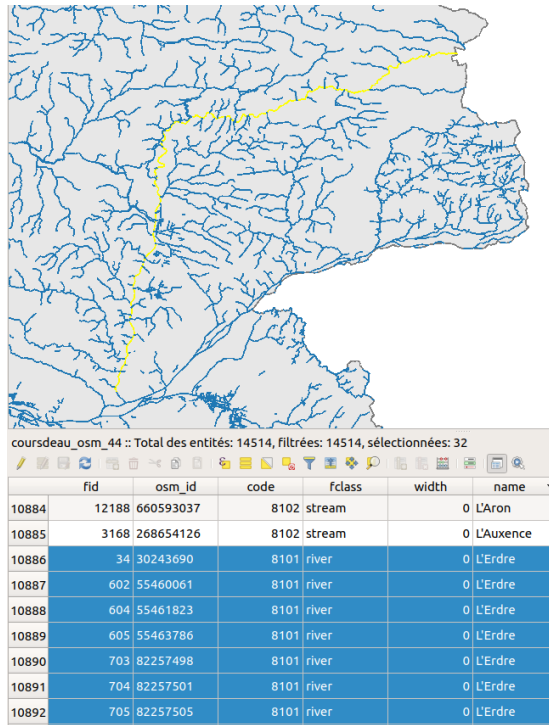 coursdeau_osm_44 :: Total des entités: 14514, filtrées: 14514, sélectionnées: 32
fid osm_id code fclass width name
10884 12188 660593037 8102 stream 0 L'Aron
10885 3168 268654126 8102 stream 0 L'Auxence
10886 34 30243690 8101 river 0 L'Erdre
10887 602 55460061 8101 river 0 L'Erdre
10888 604 55461823 8101 river 0 L'Erdre
10889 605 55463786 8101 river 0 L'Erdre
10890 703 82257498 8101 river 0 L'Erdre
10891 704 82257501 8101 river 0 L'Erdre
10892 705 82257505 8101 river 0 L'Erdre